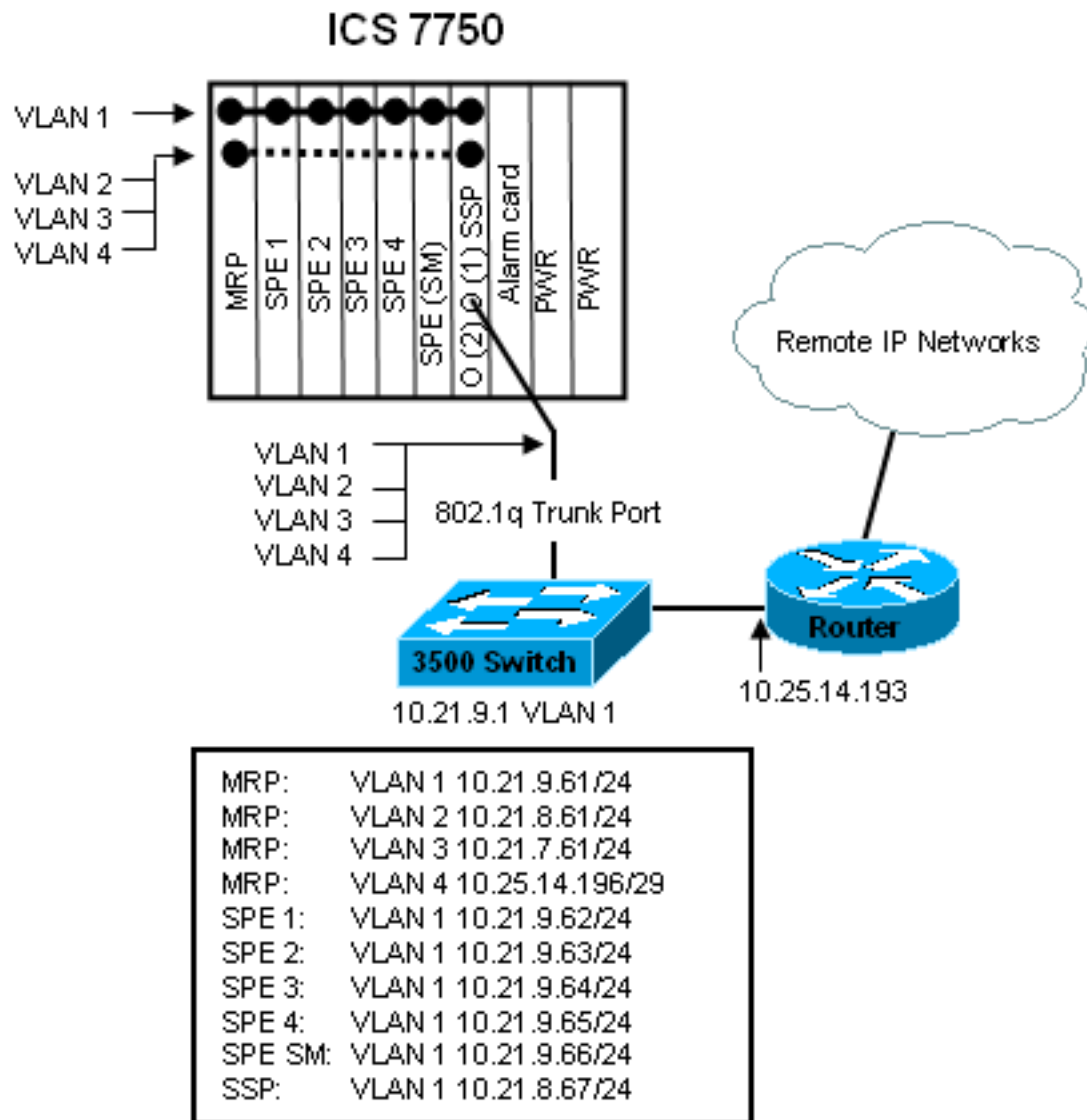 ICS 7750
VLAN 1
VLAN 2
VLAN 3
VLAN 4
MRP
SPE 1
SPE 2
SPE 3
SPE 4
SPE (SM)
O (2) O (1) SSP
Alarm card
PWR
PWR
Remote IP Networks
VLAN 1
VLAN 2
VLAN 3
VLAN 4
802.1q Trunk Port
3500 Switch
Router
10.21.9.1 VLAN 1
10.25.14.193
MRP: VLAN 1 10.21.9.61/24
MRP: VLAN 2 10.21.8.61/24
MRP: VLAN 3 10.21.7.61/24
MRP: VLAN 4 10.25.14.196/29
SPE 1: VLAN 1 10.21.9.62/24
SPE 2: VLAN 1 10.21.9.63/24
SPE 3: VLAN 1 10.21.9.64/24
SPE 4: VLAN 1 10.21.9.65/24
SPE SM: VLAN 1 10.21.9.66/24
SSP: VLAN 1 10.21.8.67/24